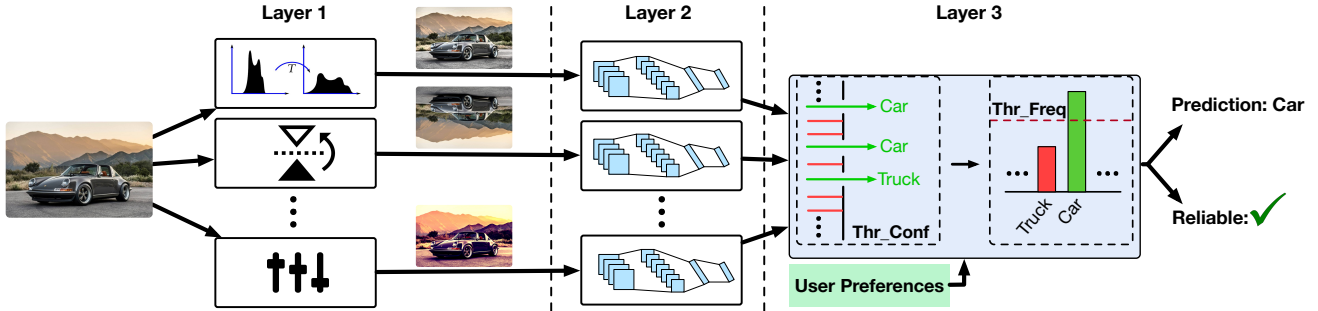 Layer 1
Layer 2
Layer 3
T
Car
Car
Truck
Thr_Conf
Thr_Freq
Truck
Car
Prediction: Car
Reliable:
User Preferences